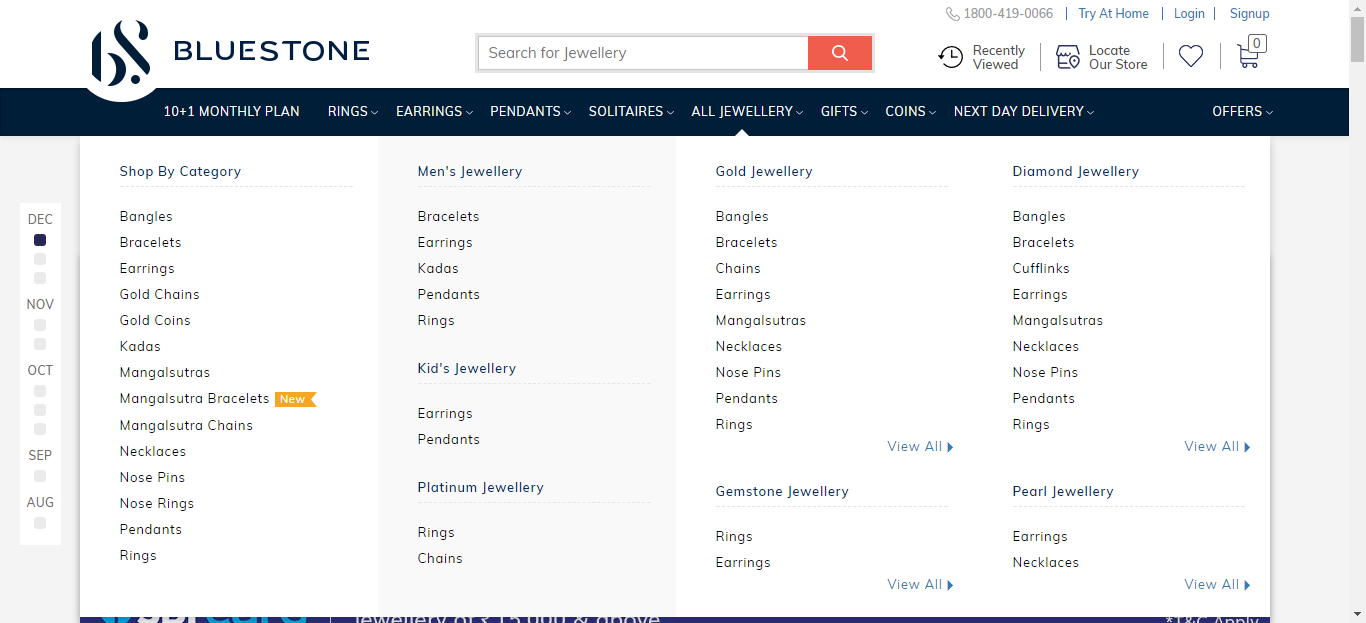 1800-419-0066 | Try At Home | Login | Signup
BLUESTONE
Search for Jewellery
Recently
Viewed
Locate
Our Store
0
10+1 MONTHLY PLAN RINGS EARRINGS PENDANTS SOLITAIRES ALL JEWELLERY GIFTS COINS NEXT DAY DELIVERY OFFERS
DEC
NOV
OCT
SEP
AUG
Shop By Category
Bangles
Bracelets
Earrings
Gold Chains
Gold Coins
Kadas
Mangalsutras
Mangalsutra Bracelets New
Mangalsutra Chains
Necklaces
Nose Pins
Nose Rings
Pendants
Rings
Men's Jewellery
Bracelets
Earrings
Kadas
Pendants
Rings
Kid's Jewellery
Earrings
Pendants
Platinum Jewellery
Rings
Chains
Gold Jewellery
Bangles
Bracelets
Chains
Earrings
Mangalsutras
Necklaces
Nose Pins
Pendants
Rings
View All
Gemstone Jewellery
Rings
Earrings
View All
Diamond Jewellery
Bangles
Bracelets
Cufflinks
Earrings
Mangalsutras
Necklaces
Nose Pins
Pendants
Rings
View All
Pearl Jewellery
Earrings
Necklaces
View All
Jewellery of ₹15,000 & above
*T&C Apply